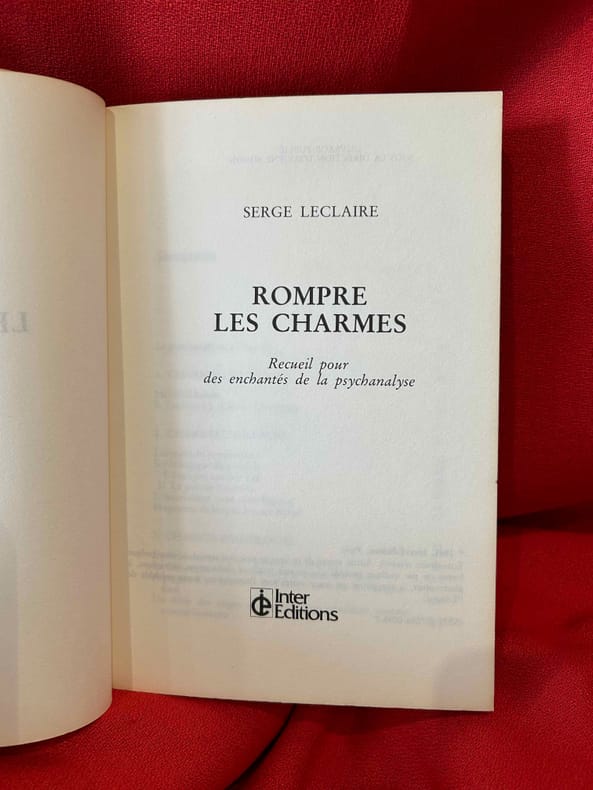 SERGE LECLAIRE
ROMPRE
LES CHARMES
Recueil pour
des enchantés de la psychanalyse
Inter
Editions